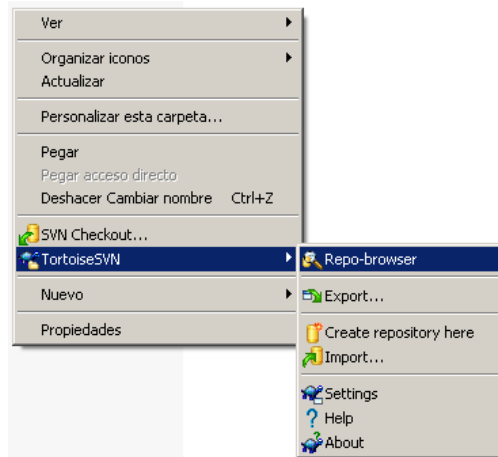 Ver
Organizar iconos
Actualizar
Personalizar esta carpeta...
Pegar
Pegar acceso directo
Deshacer Cambiar nombre Ctrl+Z
SVN Checkout...
TortoiseSVN
Nuevo
Propiedades
Repo-browser
Export...
Create repository here
Import...
Settings
Help
About